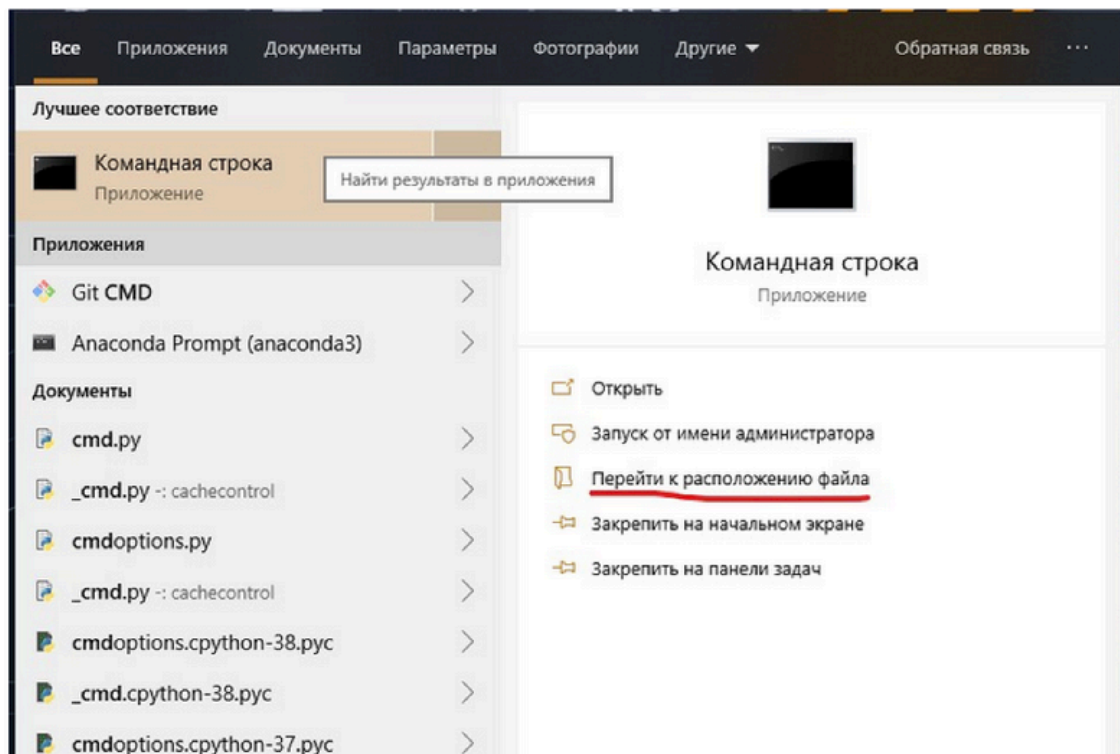 Все Приложения Документы Параметры Фотографии Другие Обратная связь ...
Лучшее соответствие
Командная строка
Приложение
Найти результаты в приложения
Приложения
Git CMD
Anaconda Prompt (anaconda3)
Документы
cmd.py
_cmd.py -: cachecontrol
cmdoptions.py
_cmd.py -: cachecontrol
cmdoptions.cpython-38.pyc
_cmd.cpython-38.pyc
cmdoptions.cpython-37.pyc
Командная строка
Приложение
Открыть
Запуск от имени администратора
Перейти к расположению файла
Закрепить на начальном экране
Закрепить на панели задач